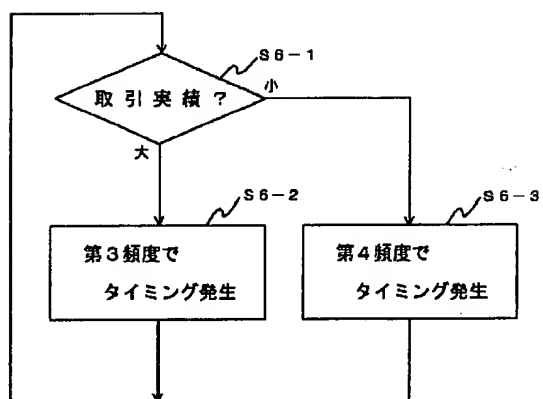 S6-1
取引実績?
小
大
S6-2
S6-3
第3頻度で
タイミング発生
第4頻度で
タイミング発生